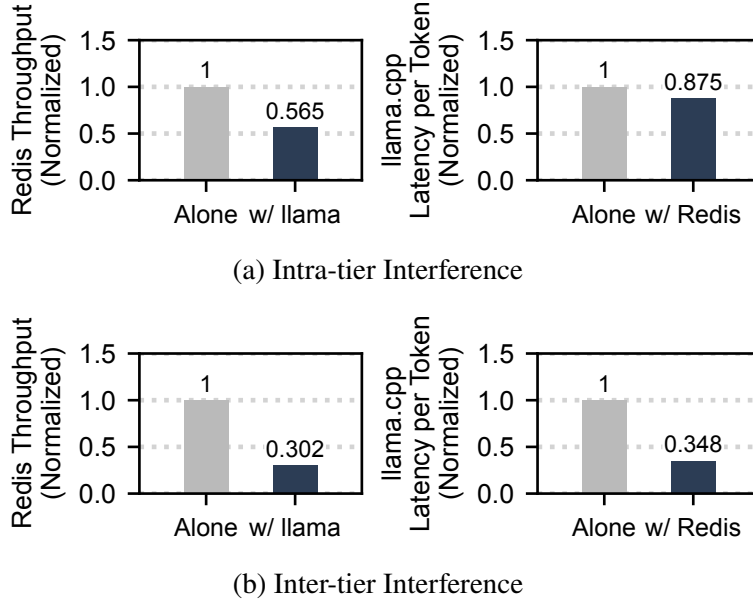 Redis Throughput
(Normalized)
1.5
1.0
0.5
0.0
1
0.565
Alone w/ llama
llama.cpp
Latency per Token
(Normalized)
1.5
1.0
0.5
0.0
1
0.875
Alone w/ Redis
(a) Intra-tier Interference
Redis Throughput
(Normalized)
1.5
1.0
0.5
0.0
1
0.302
Alone w/ llama
llama.cpp
Latency per Token
(Normalized)
1.5
1.0
0.5
0.0
1
0.348
Alone w/ Redis
(b) Inter-tier Interference